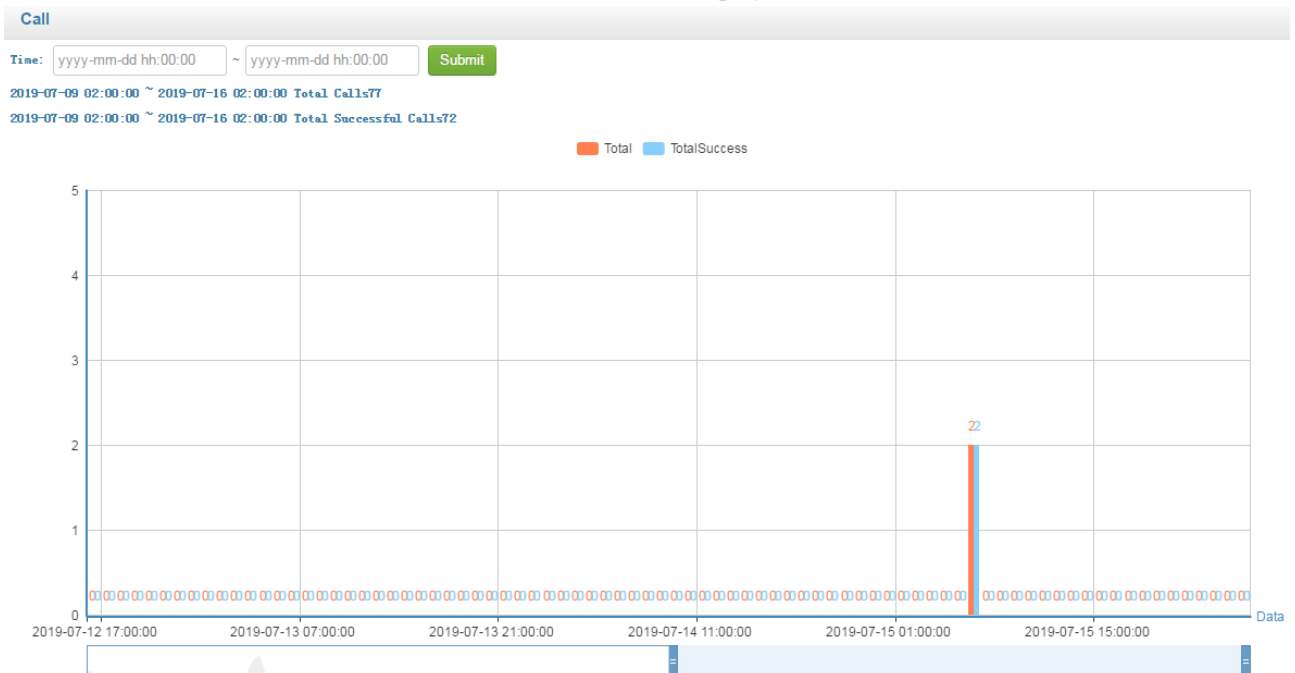 Call
Time: yyyy-mm-dd hh:00:00 ~ yyyy-mm-dd hh:00:00 Submit
2019-07-09 02:00:00 ~ 2019-07-16 02:00:00 Total Calls77
2019-07-09 02:00:00 ~ 2019-07-16 02:00:00 Total Successful Calls72
Total TotalSuccess
5
4
3
22
2
1
0
Data
2019-07-12 17:00:00 2019-07-13 07:00:00 2019-07-13 21:00:00 2019-07-14 11:00:00 2019-07-15 01:00:00 2019-07-15 15:00:00